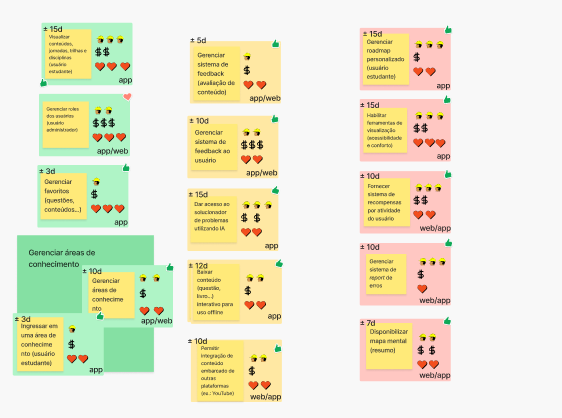 ± 15d
Visualizar
conteúdos,
jornadas, trilhas e
disciplinas
(usuário
estudante)
$$
app
Gerenciar roles
dos usuários
(usuário
administrador)
$$$
app/web
± 3d
Gerenciar
favoritos
(questões,
conteúdos...)
$
app
Gerenciar áreas de
conhecimento
± 10d
Gerenciar
áreas de
conhecime
nto
$
app/web
± 3d
Ingressar em
uma área de
conhecime
nto (usuário
estudante)
$
app
± 5d
Gerenciar
sistema de
feedback
(avaliação de
conteúdo)
$
app/web
± 10d
Gerenciar
sistema de
feedback ao
usuário
$$$
app/web
± 15d
Dar acesso ao
solucionador
de problemas
utilizando IA
$ $
app
± 12d
Baixar
conteúdo
(questão,
livro...)
interativo para
uso offline
$
app
± 10d
Permitir
integração de
conteúdo
embarcado de
outras
plataformas
(ex.: YouTube)
$$
web/app
± 15d
Gerenciar
roadmap
personalizado
(usuário
estudante)
$
app
± 15d
Habilitar
ferramentas de
visualização
(acessibilidade
e conforto)
$$
app
± 10d
Fornecer
sistema de
recompensas
por atividade
do usuário
$$
web/app
± 10d
Gerenciar
sistema de
report de
erros
$
web/app
± 7d
Disponibilizar
mapa mental
(resumo)
$ $
web/app